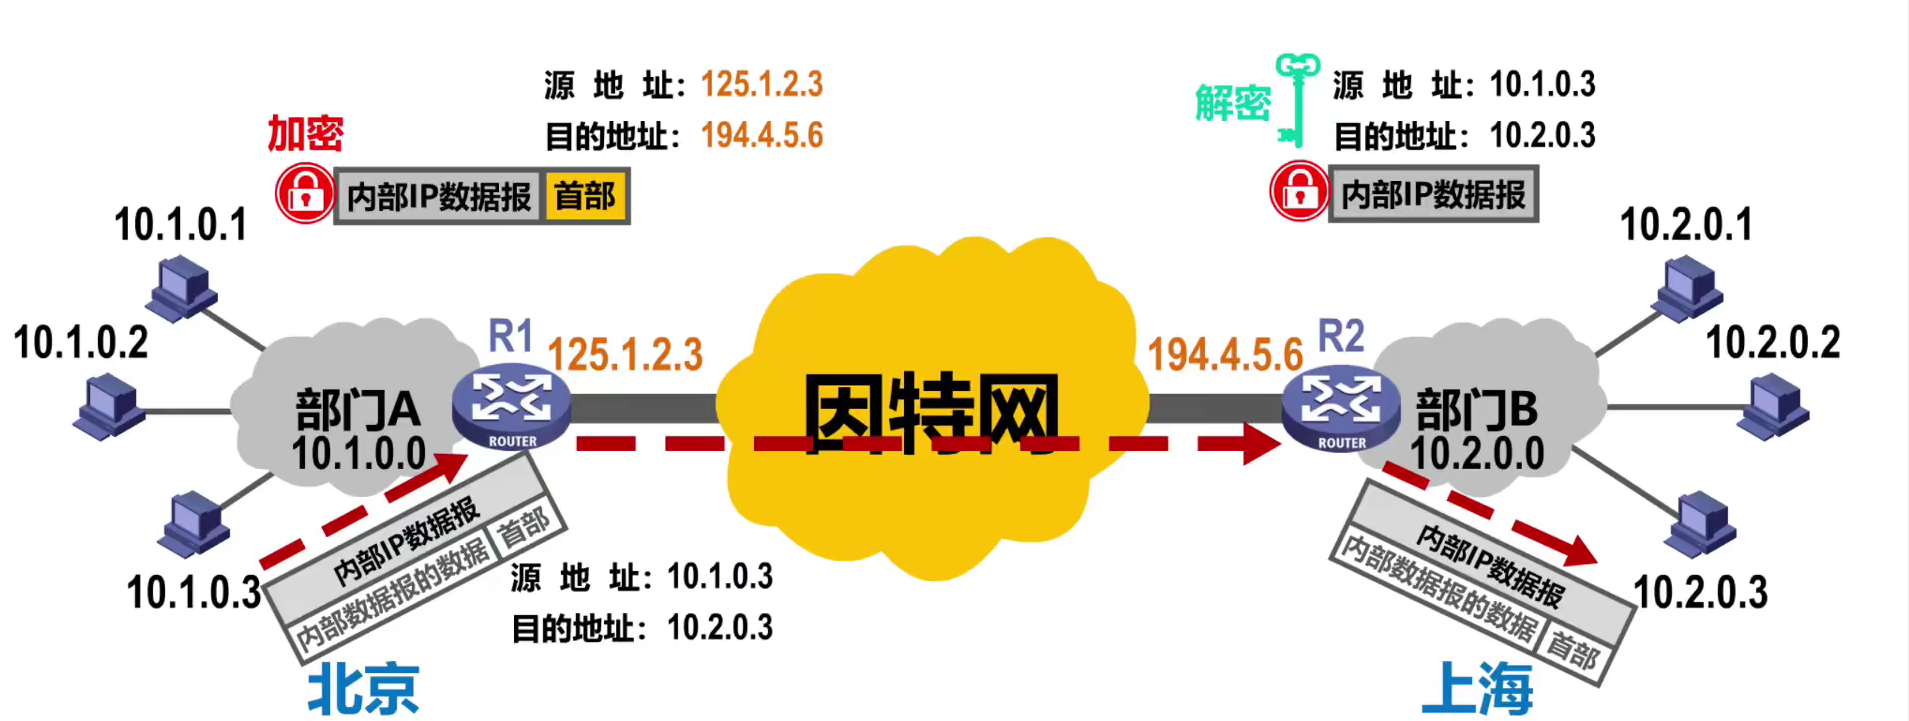 源 地 址：125.1.2.3
目的地址：194.4.5.6
加密
内部IP数据报 首部
解密
源 地 址：10.1.0.3
目的地址：10.2.0.3
内部IP数据报
10.1.0.1
10.1.0.2
10.1.0.3
部门A
10.1.0.0
R1
125.1.2.3
ROUTER
因特网
194.4.5.6
R2
ROUTER
部门B
10.2.0.0
10.2.0.1
10.2.0.2
10.2.0.3
内部IP数据报
内部数据报的数据 首部
源 地 址：10.1.0.3
目的地址：10.2.0.3
北京
内部IP数据报
内部数据报的数据 首部
上海